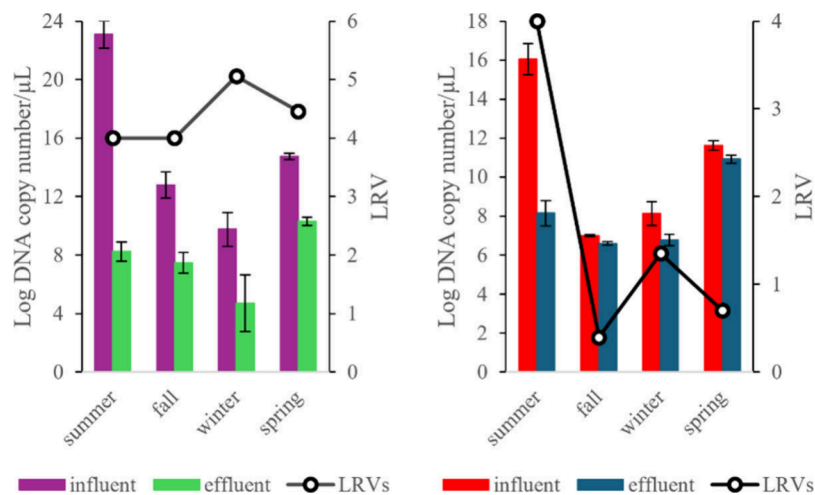 Log DNA copy number/µL
24
20
16
12
8
4
0
6
5
4
3
2
1
0
LRV
summer
fall
winter
spring
influent
effluent
LRVs
Log DNA copy number/µL
18
16
14
12
10
8
6
4
2
0
4
3
2
1
0
LRV
summer
fall
winter
spring
influent
effluent
LRVs